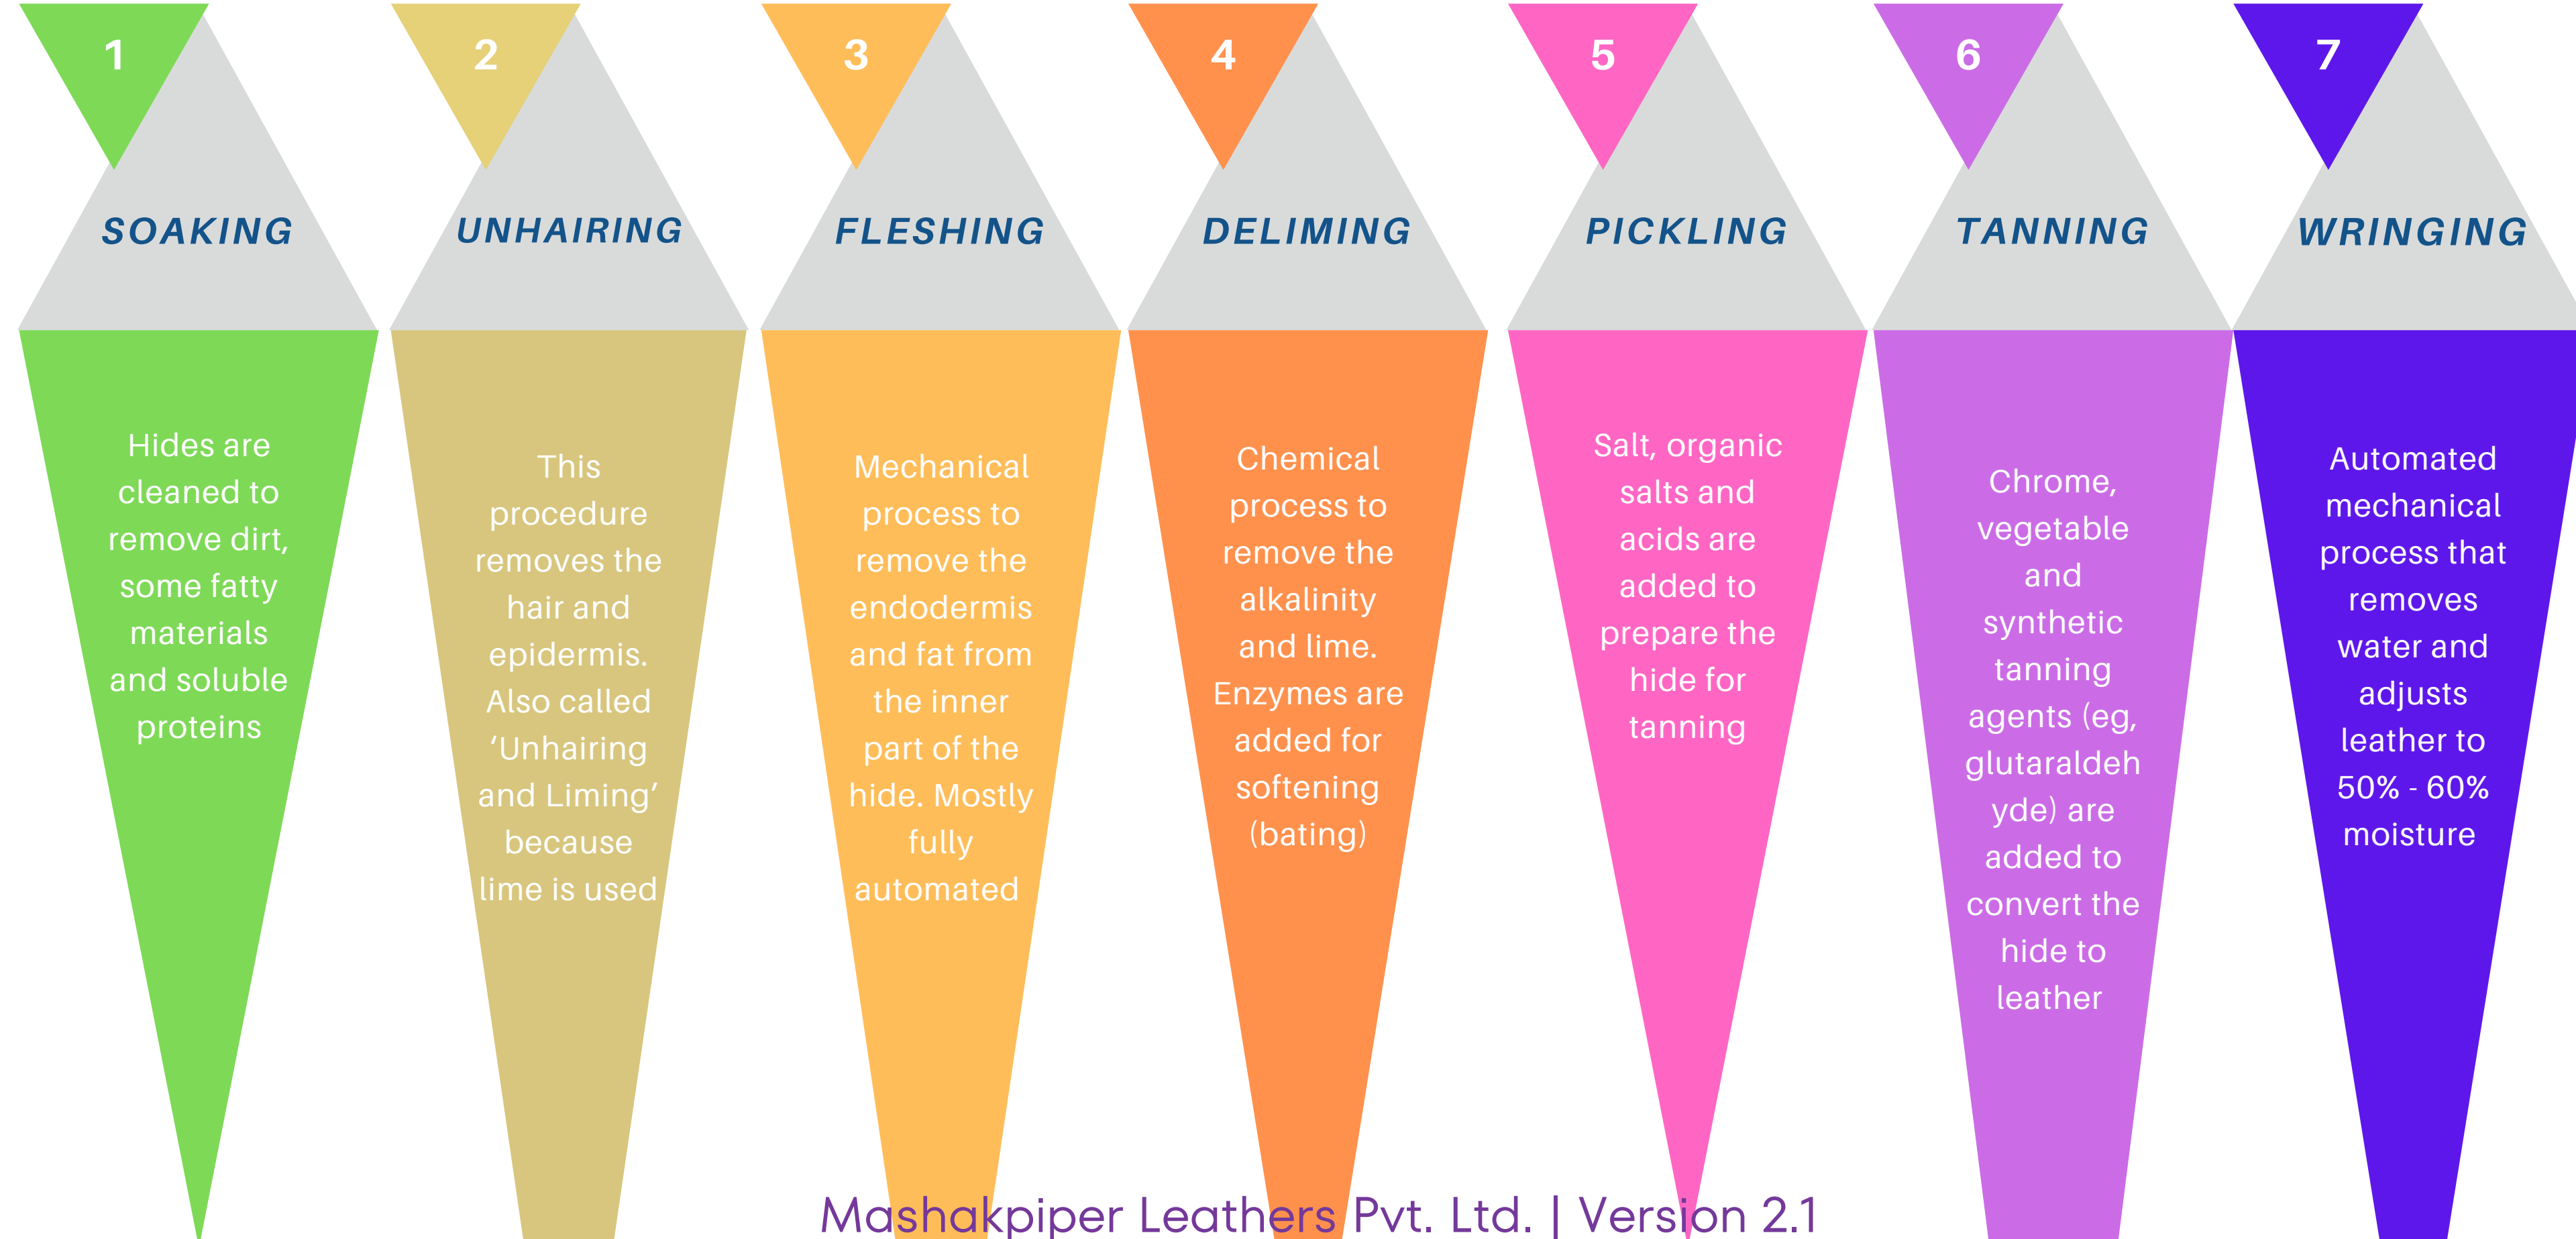 1
SOAKING
Hides are
cleaned to
remove dirt,
some fatty
materials
and soluble
proteins
2
UNHAIRING
This
procedure
removes the
hair and
epidermis.
Also called
‘Unhairing
and Liming’
because
lime is used
3
FLESHING
Mechanical
process to
remove the
endodermis
and fat from
the inner
part of the
hide. Mostly
fully
automated
4
DELIMING
Chemical
process to
remove the
alkalinity
and lime.
Enzymes are
added for
softening
(bating)
5
PICKLING
Salt, organic
salts and
acids are
added to
prepare the
hide for
tanning
6
TANNING
Chrome,
vegetable
and
synthetic
tanning
agents (eg,
glutaraldeh
yde) are
added to
convert the
hide to
leather
7
WRINGING
Automated
mechanical
process that
removes
water and
adjusts
leather to
50% - 60%
moisture
Mashakpiper Leathers Pvt. Ltd. | Version 2.1